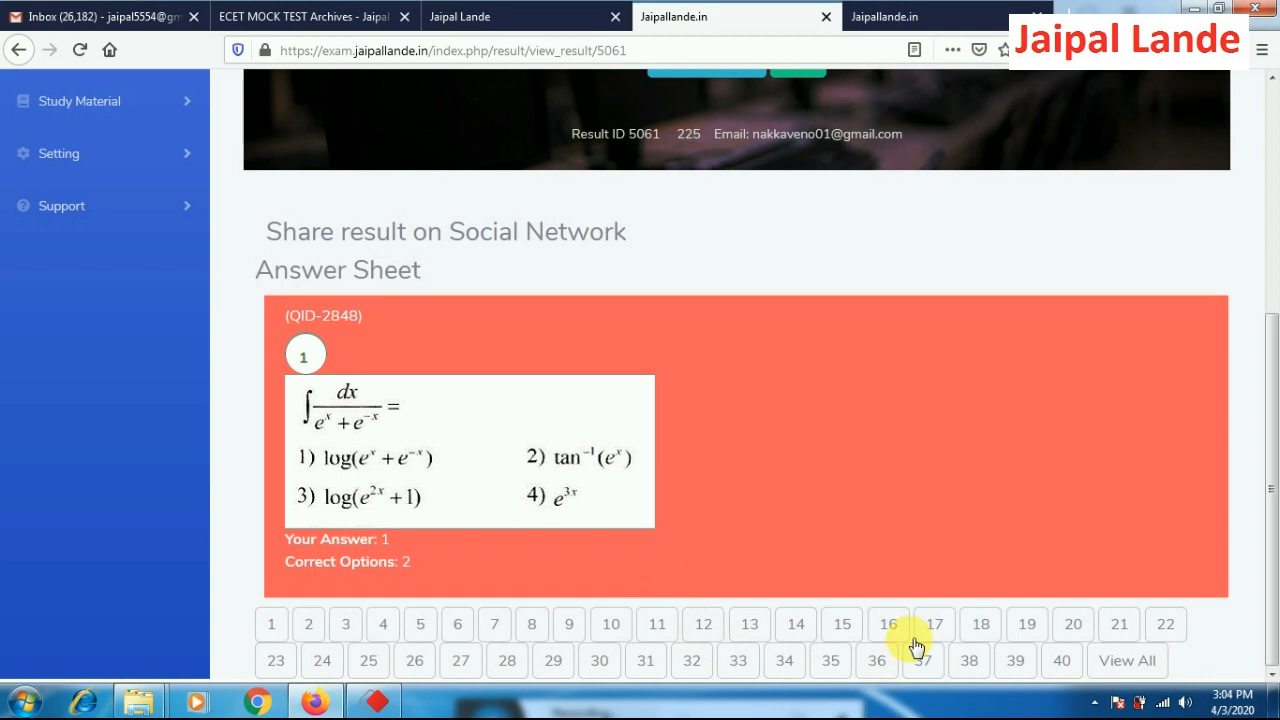 Inbox (26,182) - jaipal5554@gm
ECET MOCK TEST Archives - Jaipal
Jaipal Lande
Jaipallande.in
Jaipallande.in
https://exam.jaipallande.in/index.php/result/view_result/5061
Jaipal Lande
Study Material
Setting
Support
Result ID 5061 225 Email: nakkaveno01@gmail.com
Share result on Social Network
Answer Sheet
(QID-2848)
1
∫ dx / (eˣ + e⁻ˣ) =
1) log(eˣ + e⁻ˣ) 2) tan⁻¹(eˣ)
3) log(e²ˣ + 1) 4) e³ˣ
Your Answer: 1
Correct Options: 2
1 2 3 4 5 6 7 8 9 10 11 12 13 14 15 16 17 18 19 20 21 22
23 24 25 26 27 28 29 30 31 32 33 34 35 36 37 38 39 40 View All
3:04 PM
4/3/2020